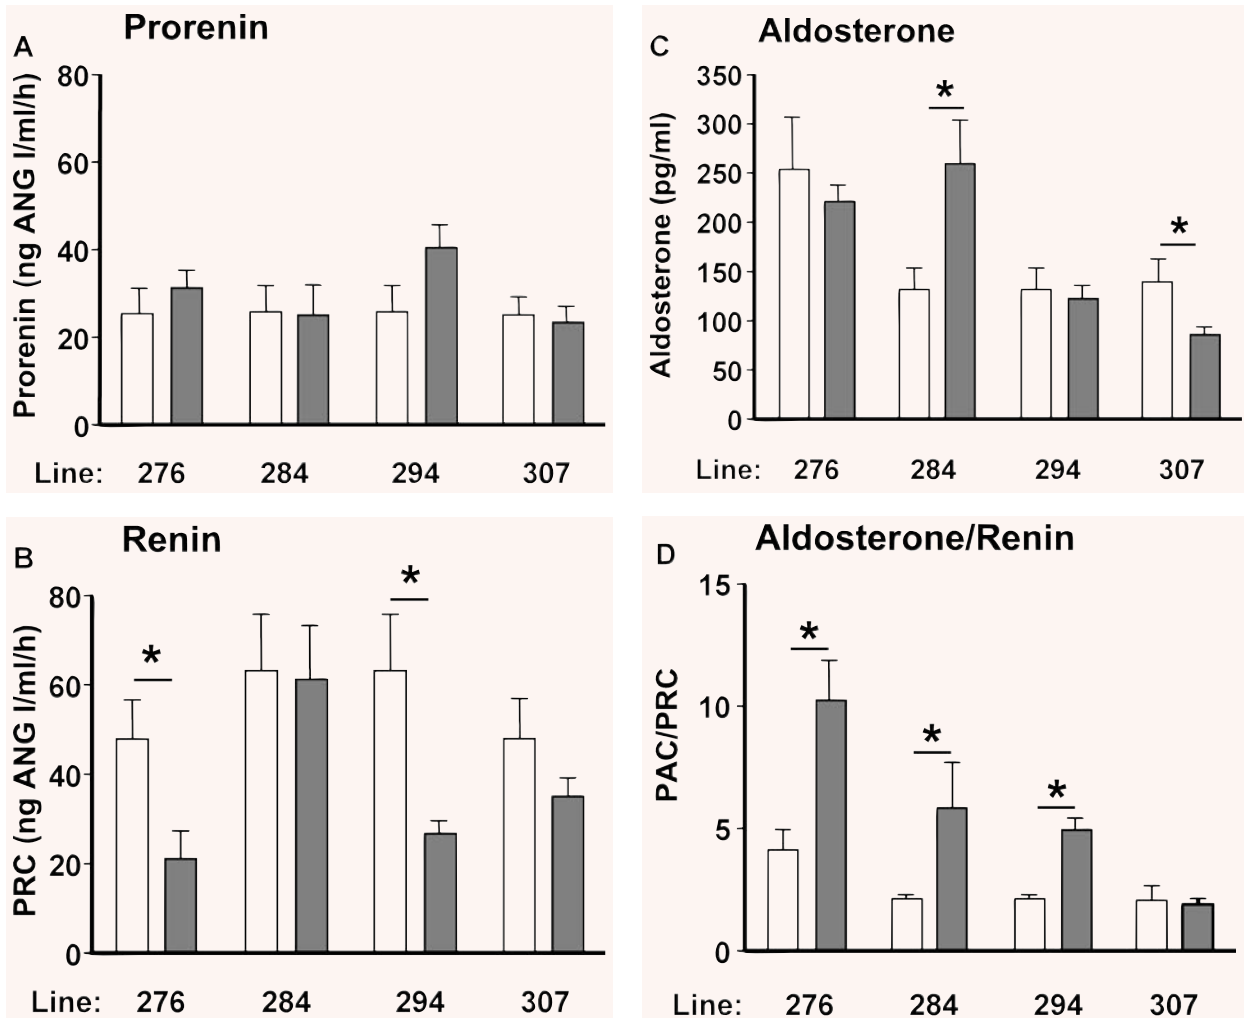 A
Prorenin
Prorenin (ng ANG I/ml/h)
80
60
40
20
0
Line: 276 284 294 307
B
Renin
PRC (ng ANG I/ml/h)
80
60
40
20
0
*
*
Line: 276 284 294 307
C
Aldosterone
Aldosterone (pg/ml)
350
300
250
200
150
100
50
0
*
*
Line: 276 284 294 307
D
Aldosterone/Renin
PAC/PRC
15
10
5
0
*
*
*
Line: 276 284 294 307